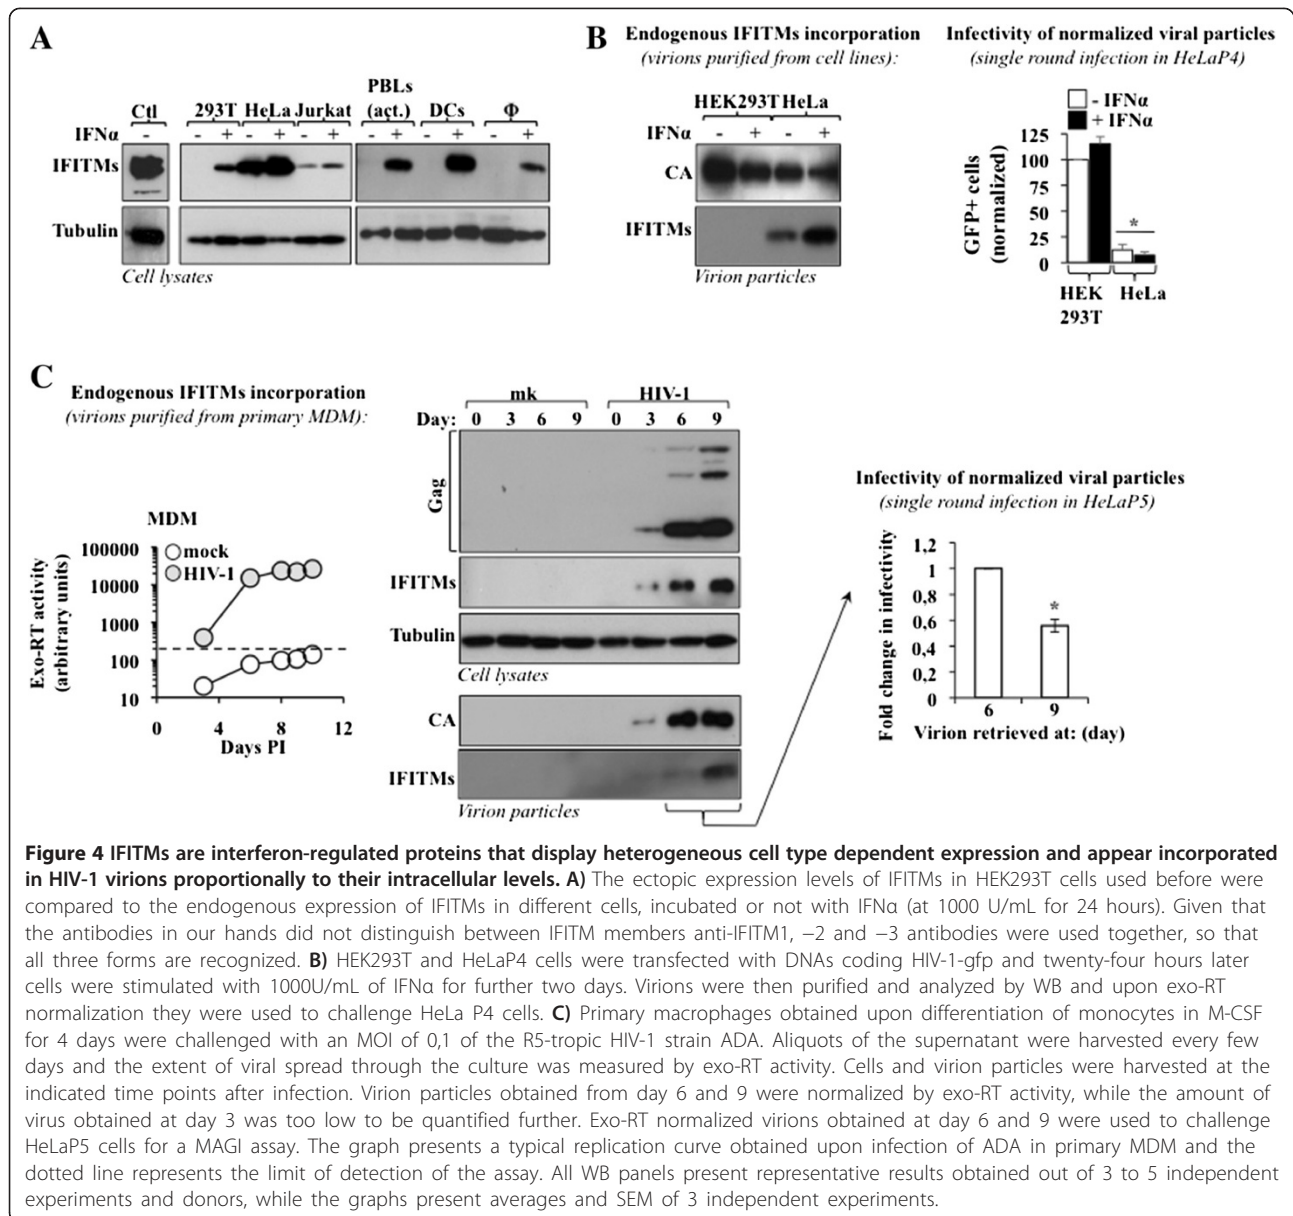 A
Ctl
293T HeLa Jurkat
PBLs
(act.)
DCs
Φ
IFNα
- - + - + - + - + - + - +
IFITMs
Tubulin
Cell lysates
B
Endogenous IFITMs incorporation
(virions purified from cell lines):
HEK293T HeLa
IFNα
- + - +
CA
IFITMs
Virion particles
Infectivity of normalized viral particles
(single round infection in HeLaP4)
- IFNα
+ IFNα
GFP+ cells
(normalized)
125
100
75
50
25
0
*
HEK
293T
HeLa
C
Endogenous IFITMs incorporation
(virions purified from primary MDM):
MDM
mock
HIV-1
Exo-RT activity
(arbitrary units)
100000
10000
1000
100
10
0 4 8 12
Days PI
mk HIV-1
Day: 0 3 6 9 0 3 6 9
Gag
IFITMs
Tubulin
Cell lysates
CA
IFITMs
Virion particles
Infectivity of normalized viral particles
(single round infection in HeLaP5)
Fold change in infectivity
1,2
1
0,8
0,6
0,4
0,2
0
*
6 9
Virion retrieved at: (day)
Figure 4 IFITMs are interferon-regulated proteins that display heterogeneous cell type dependent expression and appear incorporated
in HIV-1 virions proportionally to their intracellular levels. A) The ectopic expression levels of IFITMs in HEK293T cells used before were
compared to the endogenous expression of IFITMs in different cells, incubated or not with IFNα (at 1000 U/mL for 24 hours). Given that
the antibodies in our hands did not distinguish between IFITM members anti-IFITM1, −2 and −3 antibodies were used together, so that
all three forms are recognized. B) HEK293T and HeLaP4 cells were transfected with DNAs coding HIV-1-gfp and twenty-four hours later
cells were stimulated with 1000U/mL of IFNα for further two days. Virions were then purified and analyzed by WB and upon exo-RT
normalization they were used to challenge HeLa P4 cells. C) Primary macrophages obtained upon differentiation of monocytes in M-CSF
for 4 days were challenged with an MOI of 0,1 of the R5-tropic HIV-1 strain ADA. Aliquots of the supernatant were harvested every few
days and the extent of viral spread through the culture was measured by exo-RT activity. Cells and virion particles were harvested at the
indicated time points after infection. Virion particles obtained from day 6 and 9 were normalized by exo-RT activity, while the amount of
virus obtained at day 3 was too low to be quantified further. Exo-RT normalized virions obtained at day 6 and 9 were used to challenge
HeLaP5 cells for a MAGI assay. The graph presents a typical replication curve obtained upon infection of ADA in primary MDM and the
dotted line represents the limit of detection of the assay. All WB panels present representative results obtained out of 3 to 5 independent
experiments and donors, while the graphs present averages and SEM of 3 independent experiments.